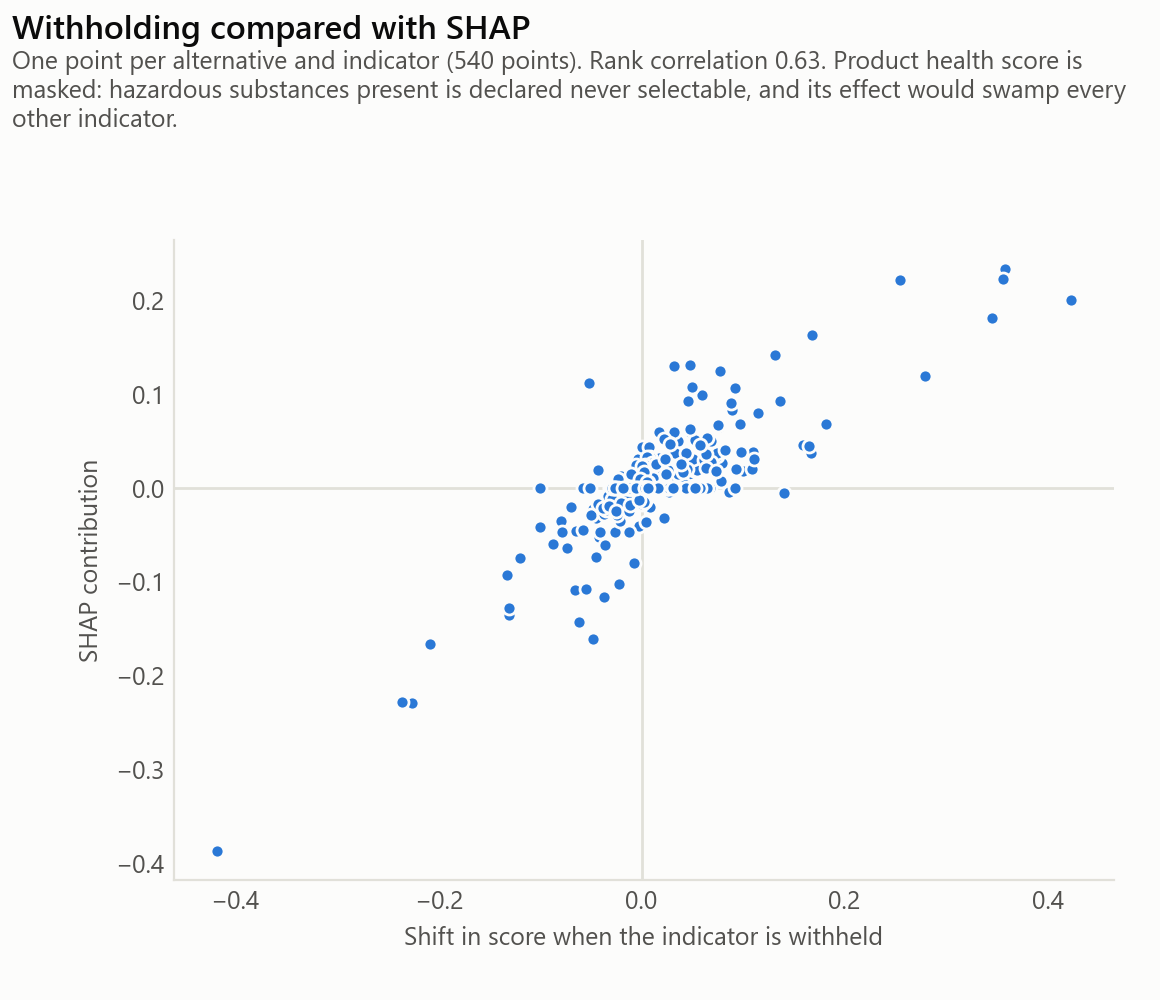 Withholding compared with SHAP
One point per alternative and indicator (540 points). Rank correlation 0.63. Product health score is
masked: hazardous substances present is declared never selectable, and its effect would swamp every
other indicator.
0.2
0.1
0.0
−0.1
−0.2
−0.3
−0.4
SHAP contribution
−0.4 −0.2 0.0 0.2 0.4
Shift in score when the indicator is withheld